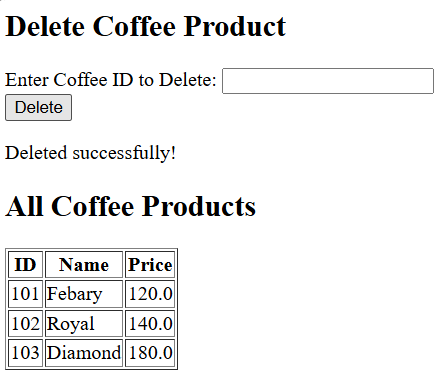 Delete Coffee Product
Enter Coffee ID to Delete:
Delete
Deleted successfully!
All Coffee Products
ID Name Price
101 Febary 120.0
102 Royal 140.0
103 Diamond 180.0